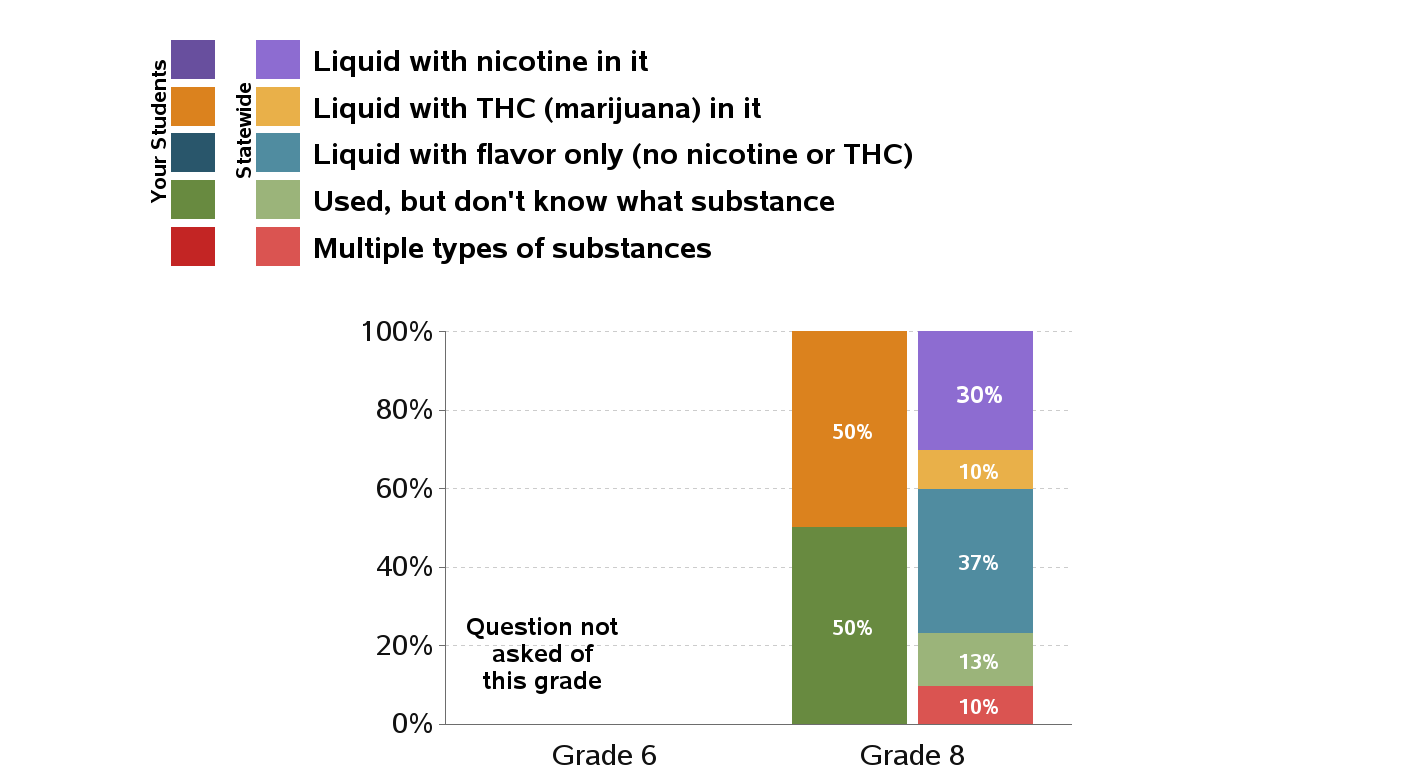 Your Students
Statewide
Liquid with nicotine in it
Liquid with THC (marijuana) in it
Liquid with flavor only (no nicotine or THC)
Used, but don't know what substance
Multiple types of substances
100%
80%
60%
40%
20%
0%
Question not
asked of
this grade
50%
50%
30%
10%
37%
13%
10%
Grade 6
Grade 8